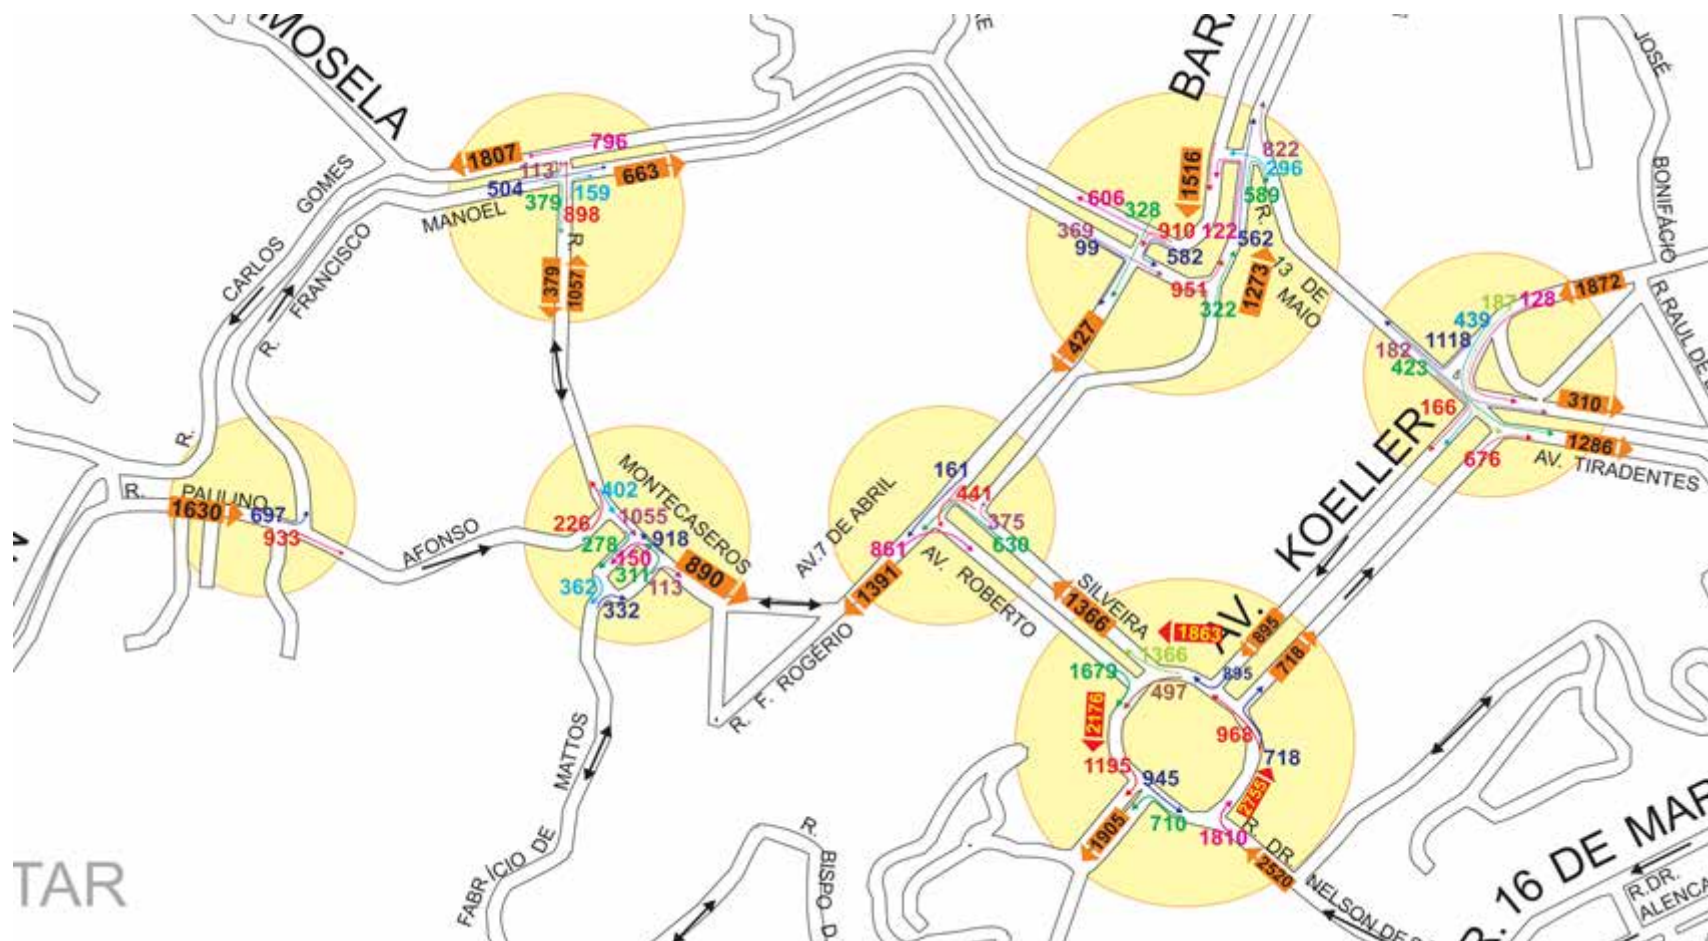 MOSELA
BARÃ
JOSÉ
BONIFÁCIO
R.RAUL DE
CARLOS
GOMES
R.
R.
FRANCISCO
MANOEL
1807
796
113
504
379
159
898
663
R.
379
1057
606
328
369
99
910
582
951
322
122
562
589
822
296
1516
1273
R.
13 DE
MAIO
427
1872
187
128
439
1118
182
423
166
676
310
1286
AV. TIRADENTES
AV.
KOELLER
R.
PAULINO
1630
697
933
AFONSO
402
226
1055
918
278
150
311
113
362
332
MONTECASEROS
890
AV.7 DE ABRIL
161
441
375
630
861
1391
AV. ROBERTO
SILVEIRA
1366
R. F. ROGÉRIO
1863
1366
895
895
718
1679
497
2176
968
718
1195
945
2755
710
1810
1905
2520
R. DR.
NELSON DE
FABRÍCIO DE
MATTOS
R.
BISPO D.
TAR
R. 16 DE MAR
R.DR.
ALENCA